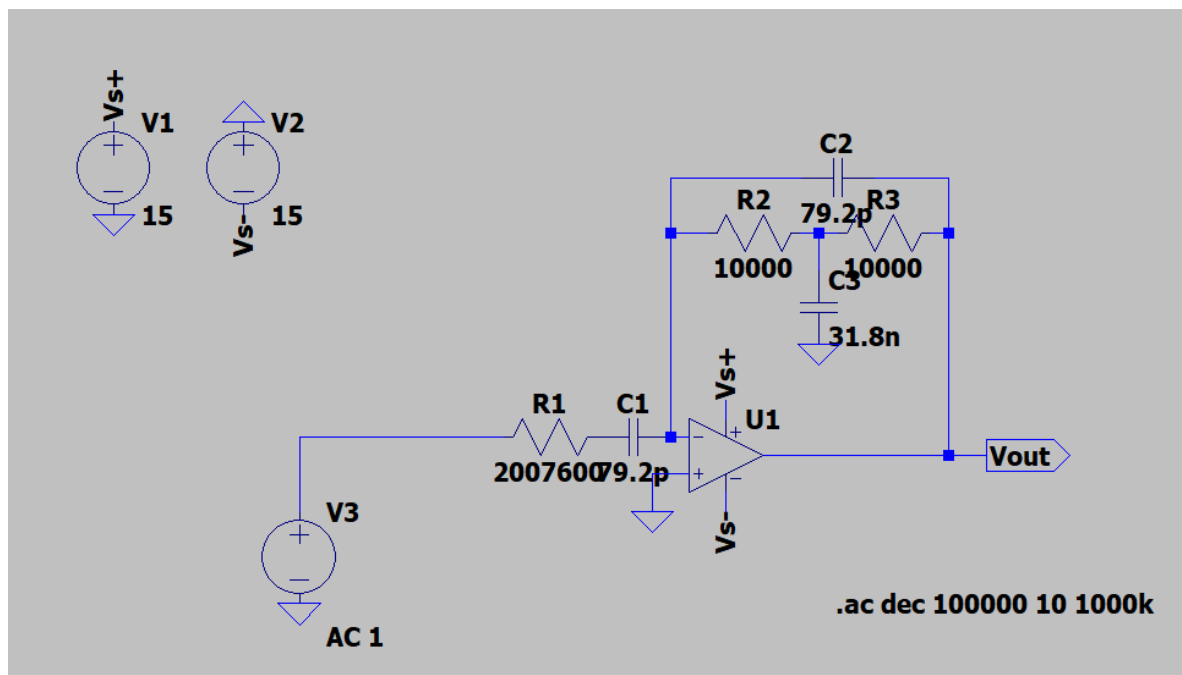 Vs+
V1
15
V2
15
Vs-
C2
79.2p
R2
10000
R3
10000
C3
31.8n
Vs+
U1
R1
2007600
C1
79.2p
Vs-
Vout
V3
AC 1
.ac dec 100000 10 1000k